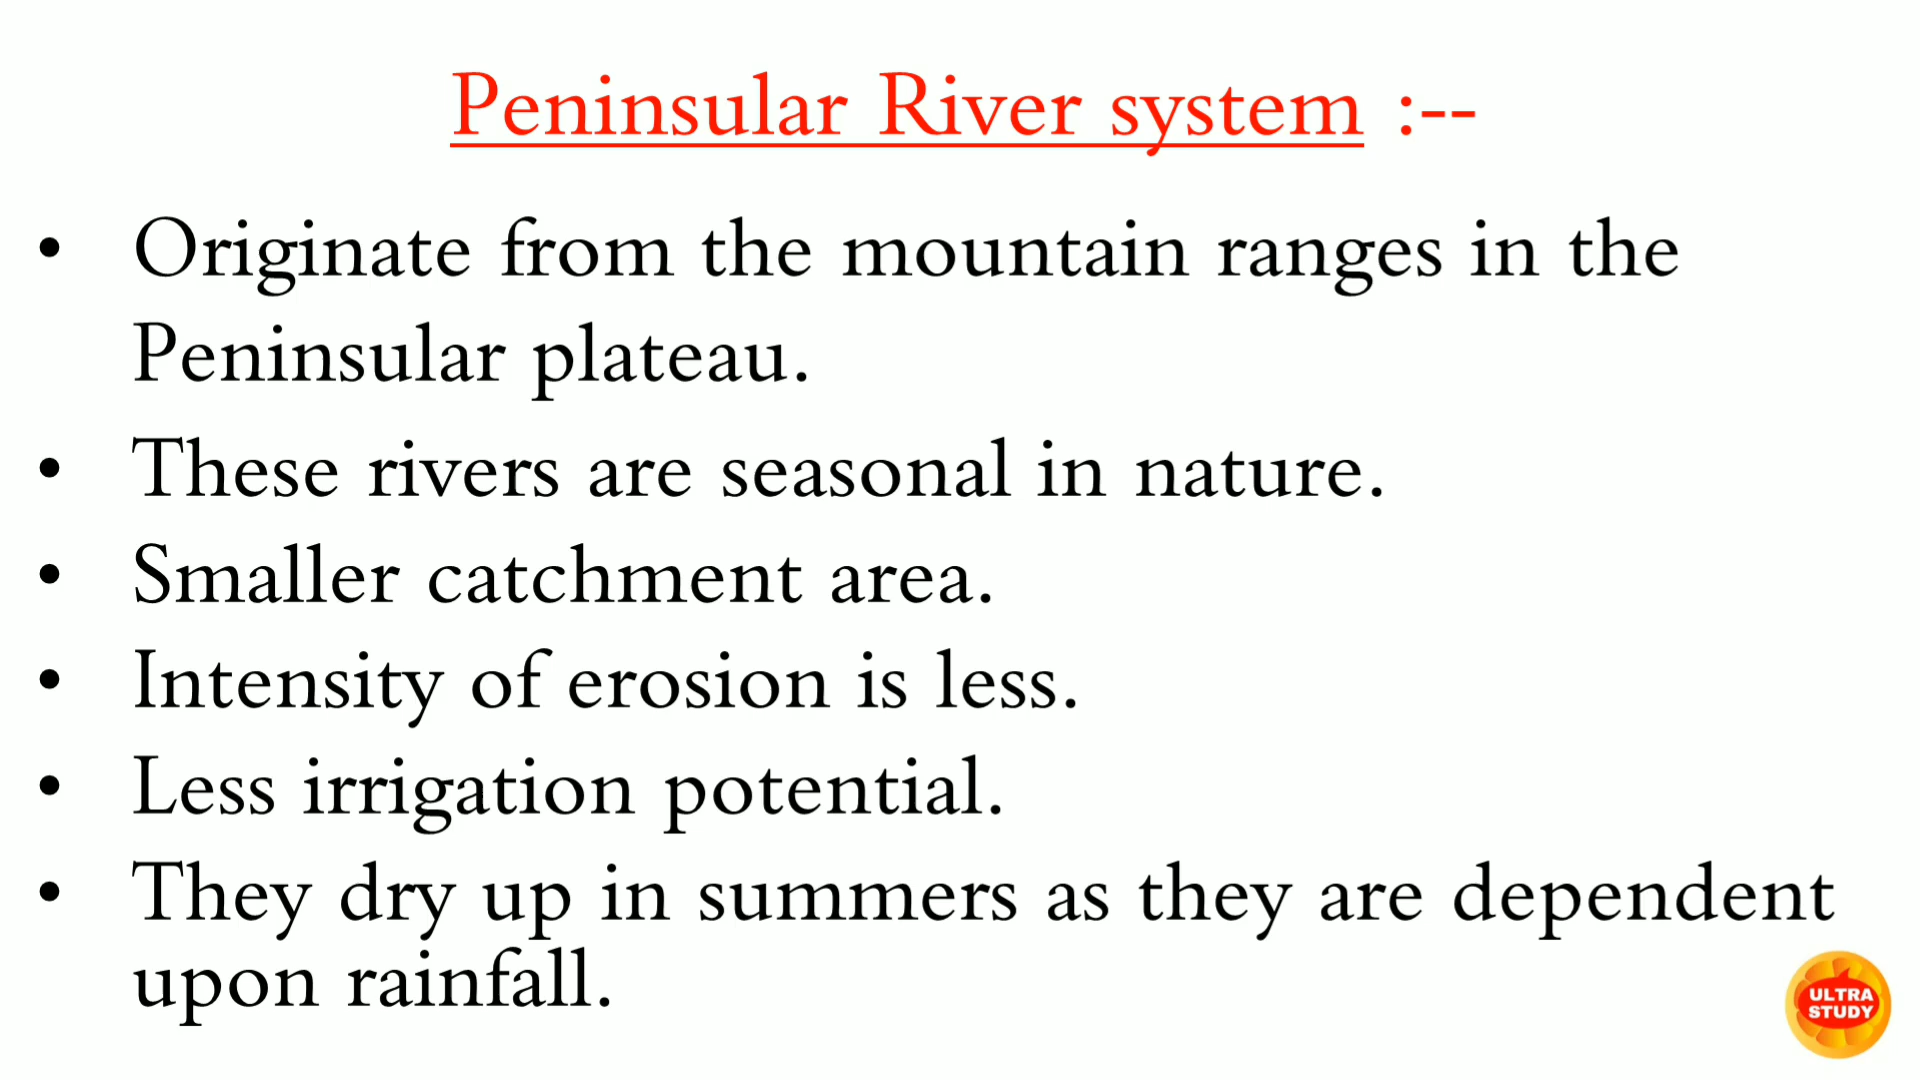 Peninsular River system :--
• Originate from the mountain ranges in the
Peninsular plateau.
• These rivers are seasonal in nature.
• Smaller catchment area.
• Intensity of erosion is less.
• Less irrigation potential.
• They dry up in summers as they are dependent
upon rainfall.
ULTRA
STUDY